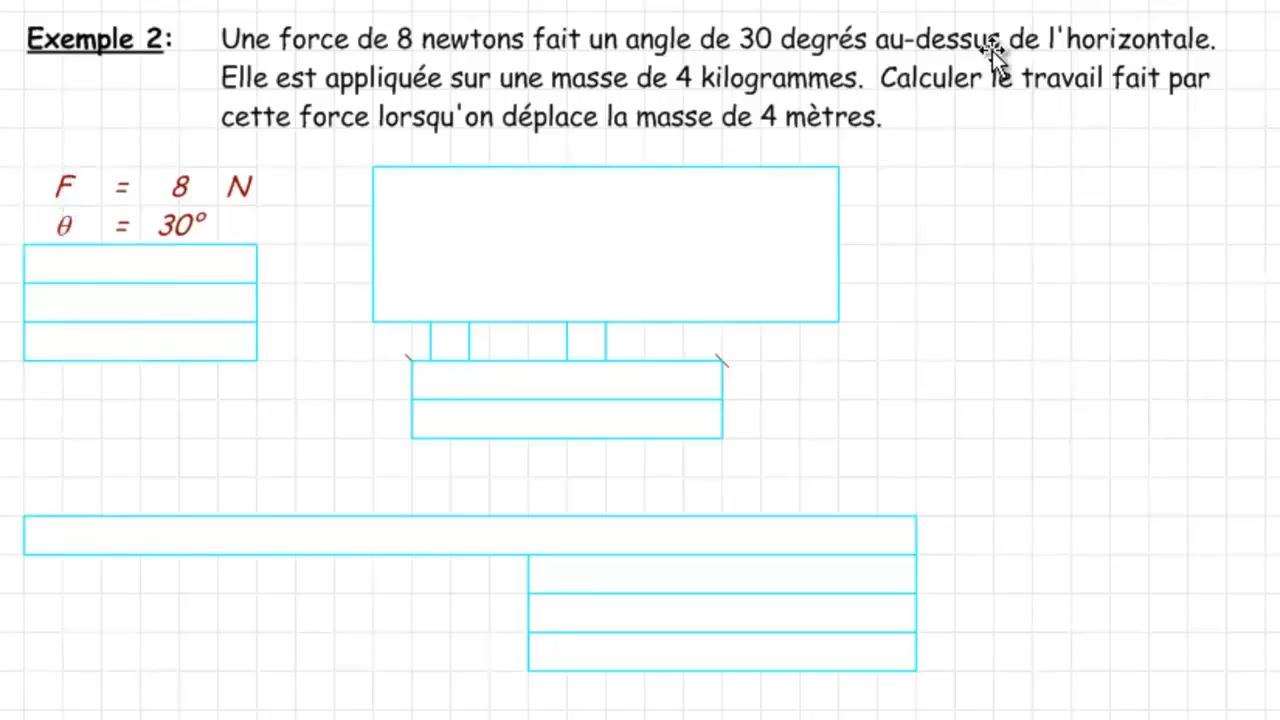 Exemple 2: Une force de 8 newtons fait un angle de 30 degrés au-dessus de l'horizontale.
Elle est appliquée sur une masse de 4 kilogrammes. Calculer le travail fait par
cette force lorsqu'on déplace la masse de 4 mètres.
F = 8 N
θ = 30°